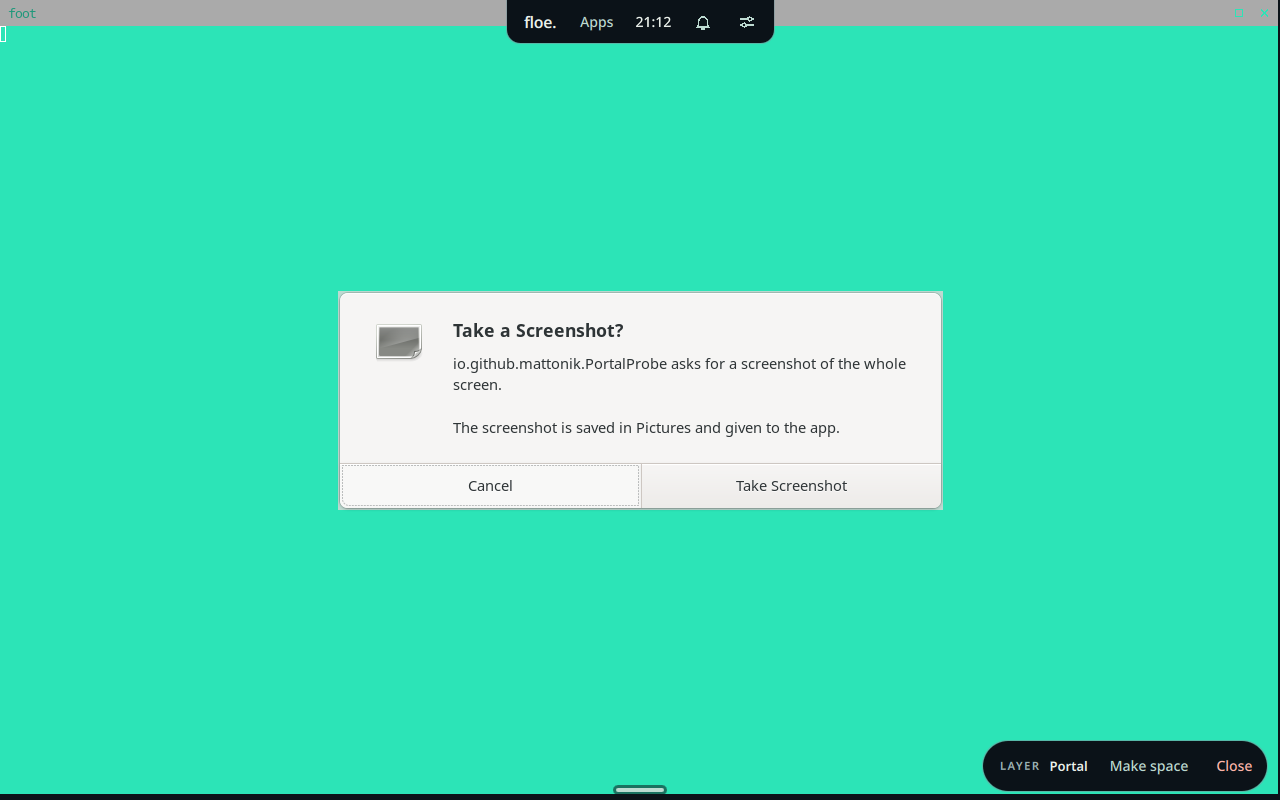 foot
floe. Apps 21:12
Take a Screenshot?
io.github.mattonik.PortalProbe asks for a screenshot of the whole
screen.
The screenshot is saved in Pictures and given to the app.
Cancel Take Screenshot
LAYER Portal Make space Close